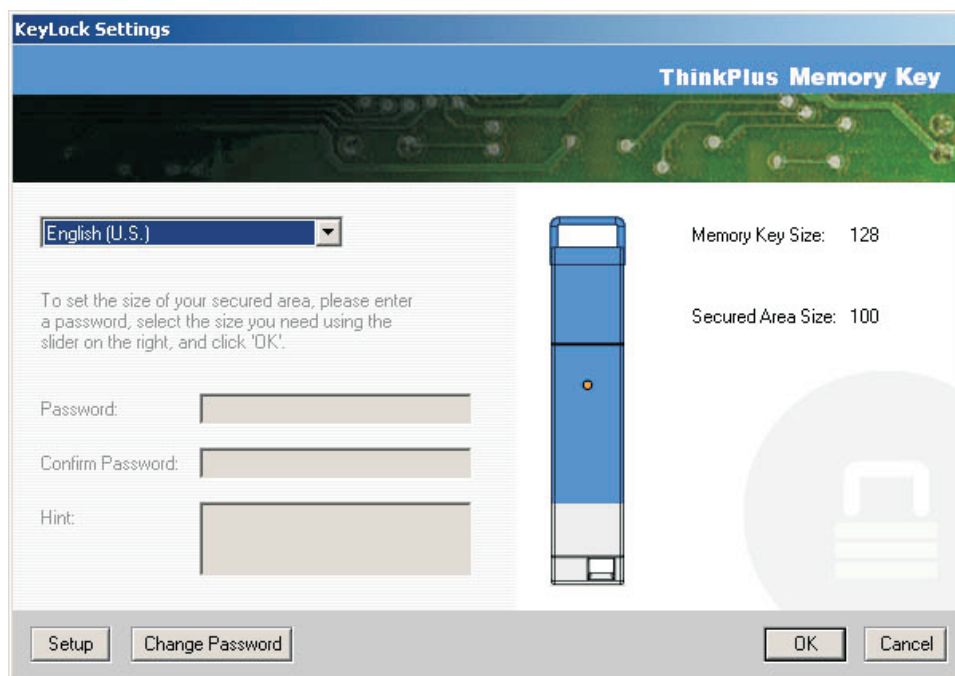 KeyLock Settings
ThinkPlus Memory Key
English (U.S.)
To set the size of your secured area, please enter
a password, select the size you need using the
slider on the right, and click 'OK'.
Password:
Confirm Password:
Hint:
Memory Key Size: 128
Secured Area Size: 100
Setup
Change Password
OK
Cancel